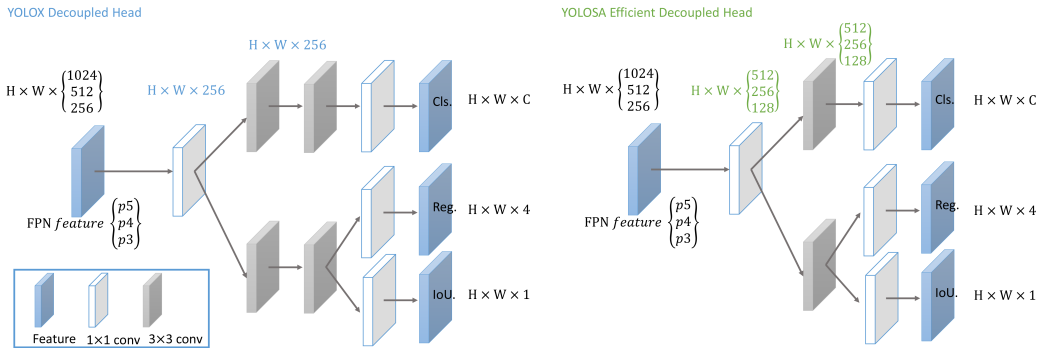 YOLOX Decoupled Head
H × W × 256
H × W × {1024
512
256}
H × W × 256
Cls.
H × W × C
FPN feature {p5
p4
p3}
Reg.
H × W × 4
IoU.
H × W × 1
Feature
1×1 conv
3×3 conv
YOLOSA Efficient Decoupled Head
H × W × {512
256
128}
H × W × {1024
512
256}
H × W × {512
256
128}
Cls.
H × W × C
FPN feature {p5
p4
p3}
Reg.
H × W × 4
IoU.
H × W × 1